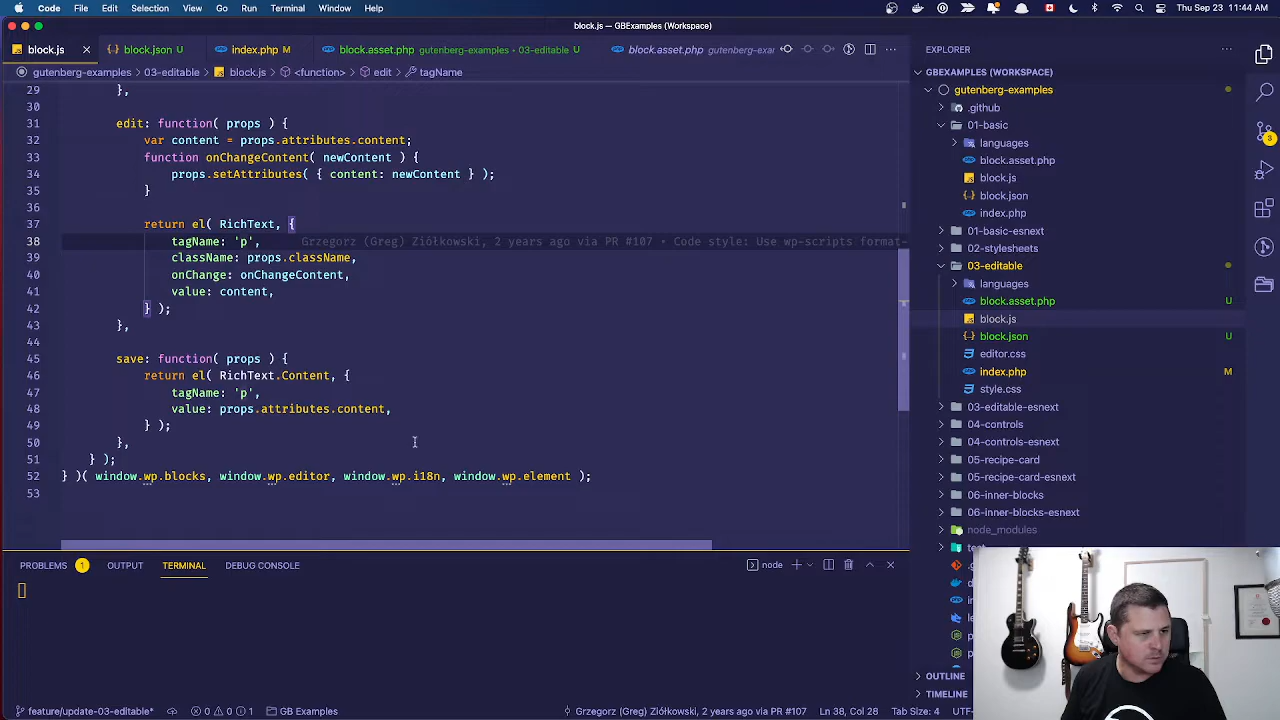 Code File Edit Selection View Go Run Terminal Window Help Thu Sep 23 11:44 AM
block.js — GBExamples (Workspace)
block.js block.json U index.php M block.asset.php gutenberg-examples • 03-editable U block.asset.php gutenberg-exar
EXPLORER
gutenberg-examples > 03-editable > block.js > <function> > edit > tagName
GBEXAMPLES (WORKSPACE)
gutenberg-examples
.github
01-basic
languages
block.asset.php
block.js
block.json
index.php
01-basic-esnext
02-stylesheets
03-editable
languages
block.asset.php U
block.js
block.json U
editor.css
index.php M
style.css
03-editable-esnext
04-controls
04-controls-esnext
05-recipe-card
05-recipe-card-esnext
06-inner-blocks
06-inner-blocks-esnext
node_modules
OUTLINE
TIMELINE
3
29 },
30
31 edit: function( props ) {
32 var content = props.attributes.content;
33 function onChangeContent( newContent ) {
34 props.setAttributes( { content: newContent } );
35 }
36
37 return el( RichText, {
38 tagName: 'p', Grzegorz (Greg) Ziółkowski, 2 years ago via PR #107 • Code style: Use wp-scripts format-
39 className: props.className,
40 onChange: onChangeContent,
41 value: content,
42 } );
43 },
44
45 save: function( props ) {
46 return el( RichText.Content, {
47 tagName: 'p',
48 value: props.attributes.content,
49 } );
50 },
51 } );
52 } )( window.wp.blocks, window.wp.editor, window.wp.i18n, window.wp.element );
53
PROBLEMS 1 OUTPUT TERMINAL DEBUG CONSOLE node
feature/update-03-editable* 0 0 1 GB Examples Grzegorz (Greg) Ziółkowski, 2 years ago via PR #107 Ln 38, Col 28 Tab Size: 4 UTF-